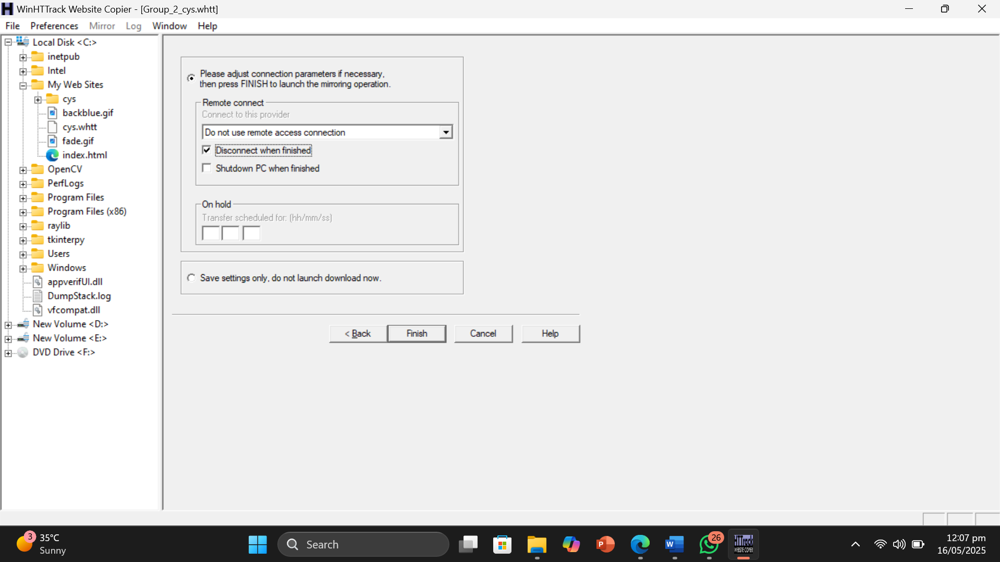 WinHTTrack Website Copier - [Group_2_cys.whtt]
File Preferences Mirror Log Window Help
Local Disk <C:>
inetpub
Intel
My Web Sites
cys
backblue.gif
cys.whtt
fade.gif
index.html
OpenCV
PerfLogs
Program Files
Program Files (x86)
raylib
tkinterpy
Users
Windows
appverifUI.dll
DumpStack.log
vfcompat.dll
New Volume <D:>
New Volume <E:>
DVD Drive <F:>
Please adjust connection parameters if necessary,
then press FINISH to launch the mirroring operation.
Remote connect
Connect to this provider
Do not use remote access connection
Disconnect when finished
Shutdown PC when finished
On hold
Transfer scheduled for: (hh/mm/ss)
Save settings only, do not launch download now.
< Back Finish Cancel Help
3
35°C
Sunny
Search
P
W
26
HTTrack
WEBSITE COPIER
12:07 pm
16/05/2025